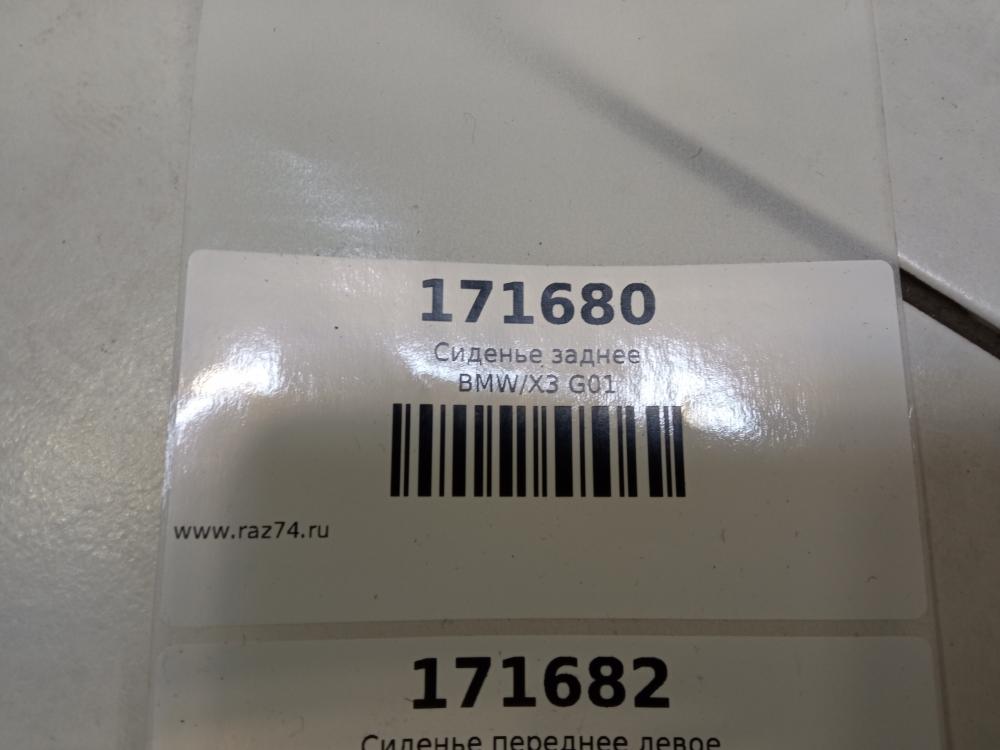 171680
Сиденье заднее
BMW/X3 G01
www.raz74.ru
171682
Сиденье переднее левое